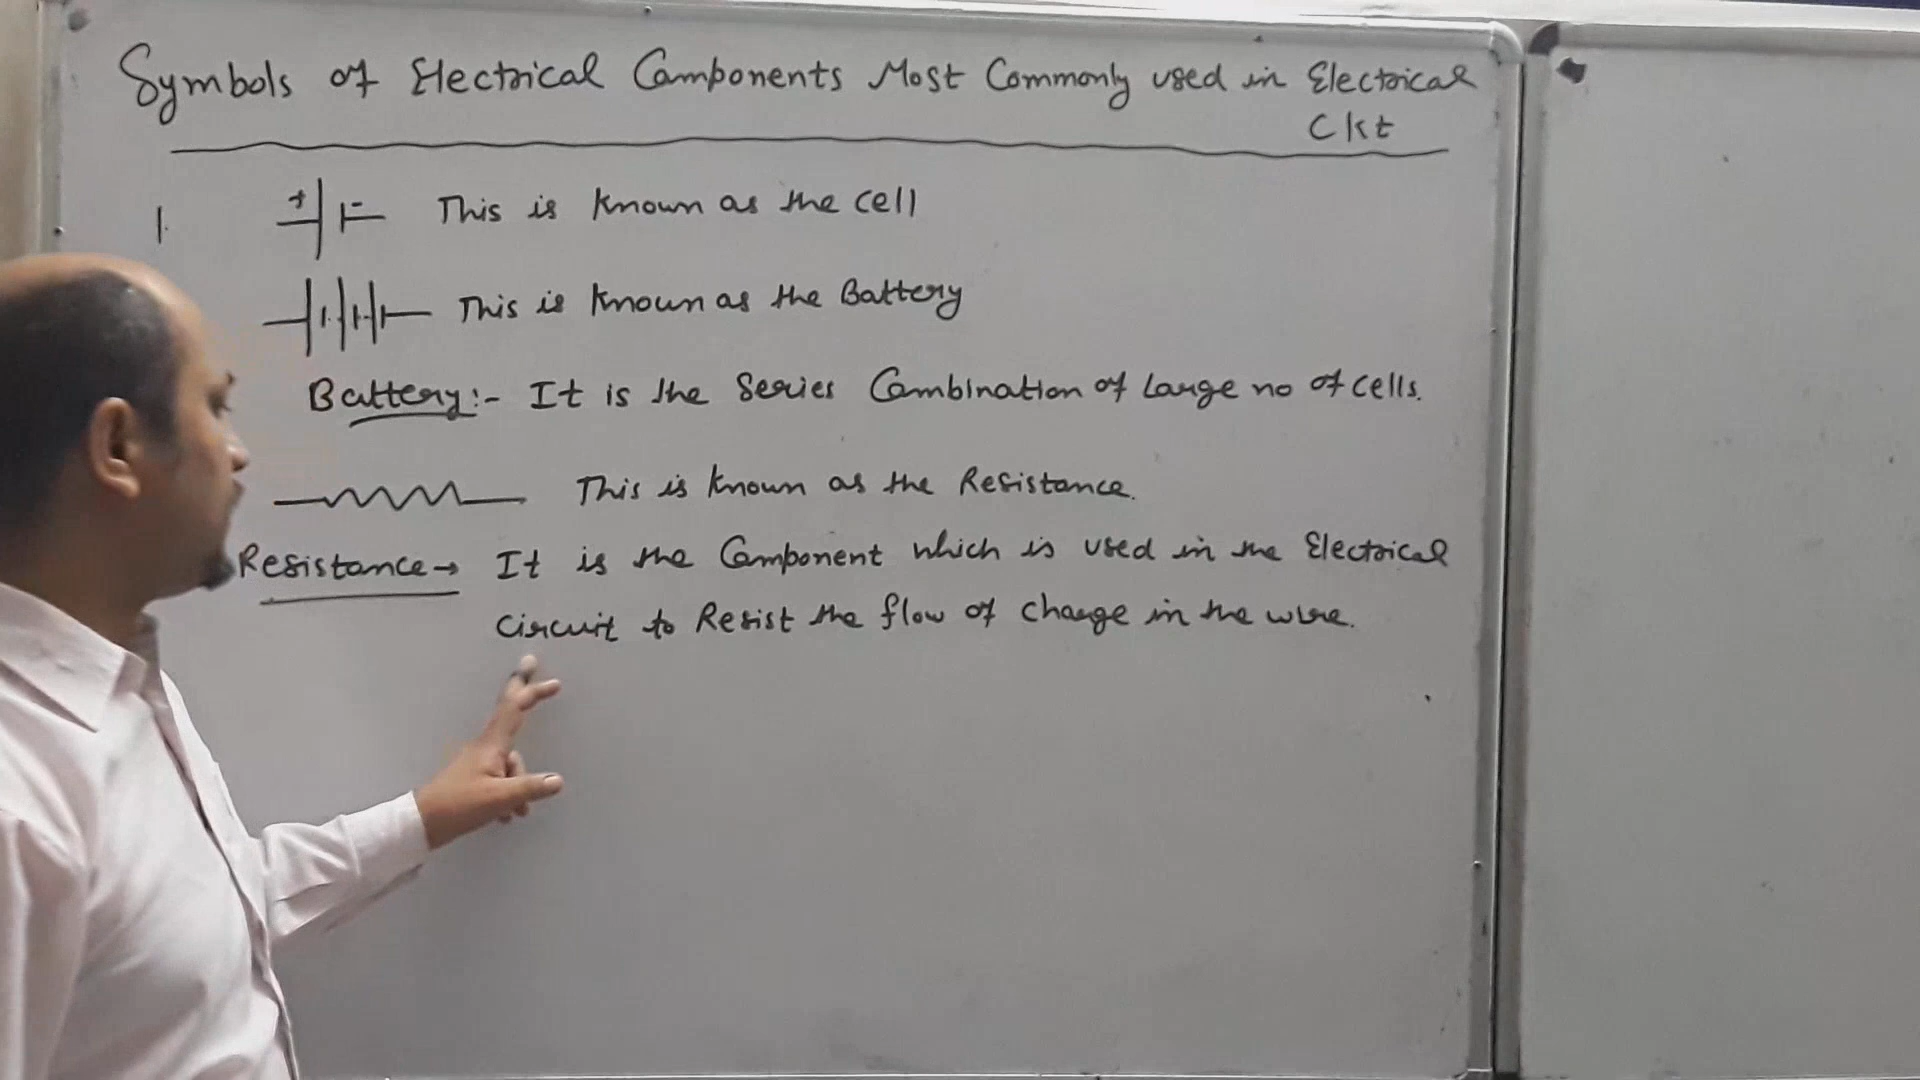 Symbols of Electrical Components Most Commonly used in Electrical
Ckt
1. + - This is known as the cell
This is known as the Battery
Battery:- It is the Series Combination of Large no of cells.
This is known as the Resistance.
Resistance→ It is the Component which is used in the Electrical
circuit to Resist the flow of charge in the wire.